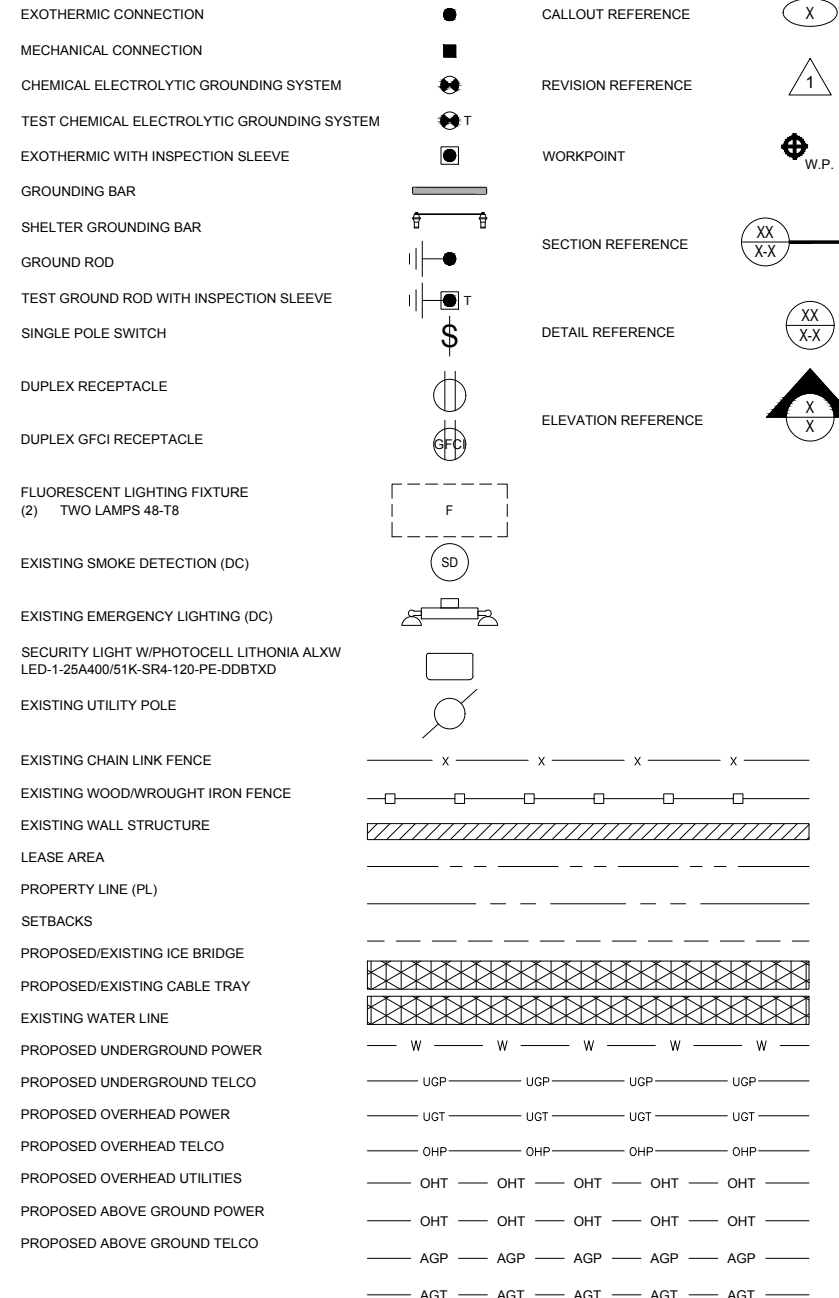 EXOTHERMIC CONNECTION
MECHANICAL CONNECTION
CHEMICAL ELECTROLYTIC GROUNDING SYSTEM
TEST CHEMICAL ELECTROLYTIC GROUNDING SYSTEM T
EXOTHERMIC WITH INSPECTION SLEEVE
GROUNDING BAR
SHELTER GROUNDING BAR
GROUND ROD
TEST GROUND ROD WITH INSPECTION SLEEVE T
SINGLE POLE SWITCH $
DUPLEX RECEPTACLE
DUPLEX GFCI RECEPTACLE GFCI
FLUORESCENT LIGHTING FIXTURE
(2) TWO LAMPS 48-T8 F
EXISTING SMOKE DETECTION (DC) SD
EXISTING EMERGENCY LIGHTING (DC)
SECURITY LIGHT W/PHOTOCELL LITHONIA ALXW
LED-1-25A400/51K-SR4-120-PE-DDBTXD
EXISTING UTILITY POLE
CALLOUT REFERENCE X
REVISION REFERENCE 1
WORKPOINT W.P.
SECTION REFERENCE XX
X-X
DETAIL REFERENCE XX
X-X
ELEVATION REFERENCE X
X
EXISTING CHAIN LINK FENCE X X X X
EXISTING WOOD/WROUGHT IRON FENCE
EXISTING WALL STRUCTURE
LEASE AREA
PROPERTY LINE (PL)
SETBACKS
PROPOSED/EXISTING ICE BRIDGE
PROPOSED/EXISTING CABLE TRAY
EXISTING WATER LINE
PROPOSED UNDERGROUND POWER
PROPOSED UNDERGROUND TELCO
PROPOSED OVERHEAD POWER
PROPOSED OVERHEAD TELCO
PROPOSED OVERHEAD UTILITIES
PROPOSED ABOVE GROUND POWER
PROPOSED ABOVE GROUND TELCO
W W W W W
UGP UGP UGP UGP
UGT UGT UGT UGT
OHP OHP OHP OHP
OHT OHT OHT OHT OHT
OHT OHT OHT OHT OHT
AGP AGP AGP AGP AGP
AGT AGT AGT AGT AGT